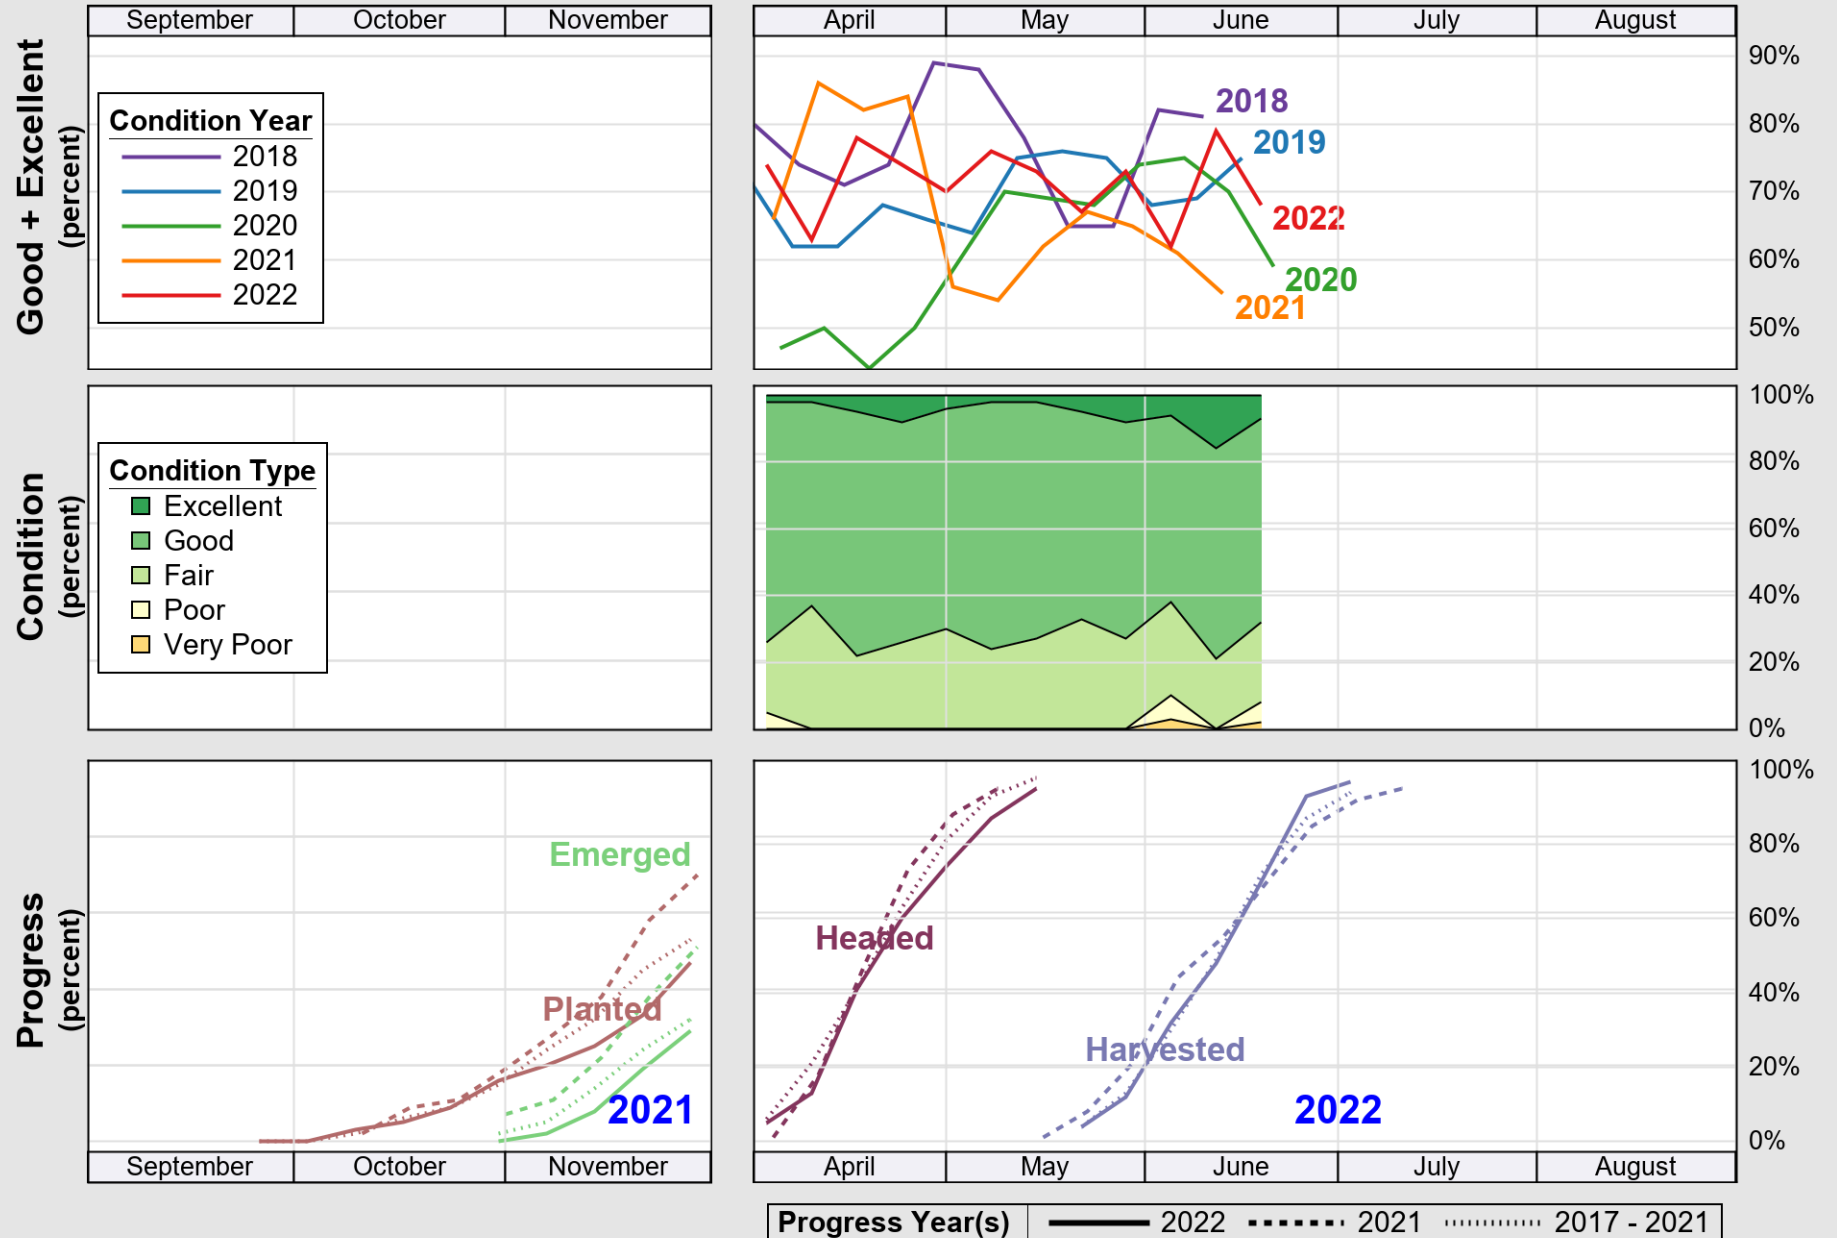 September October November April May June July August
Good + Excellent
(percent)
Condition Year
2018
2019
2020
2021
2022
2018
2019
2022
2020
2021
90%
80%
70%
60%
50%
Condition
(percent)
Condition Type
Excellent
Good
Fair
Poor
Very Poor
100%
80%
60%
40%
20%
0%
Progress
(percent)
Emerged
Planted
2021
Headed
Harvested
2022
100%
80%
60%
40%
20%
0%
September October November April May June July August
Progress Year(s) 2022 2021 2017 - 2021